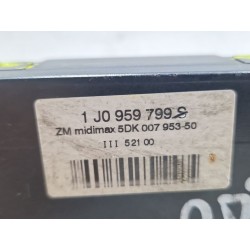 1 J0 959 799 S
ZM midimax 5DK 007 953-50
III 521 00